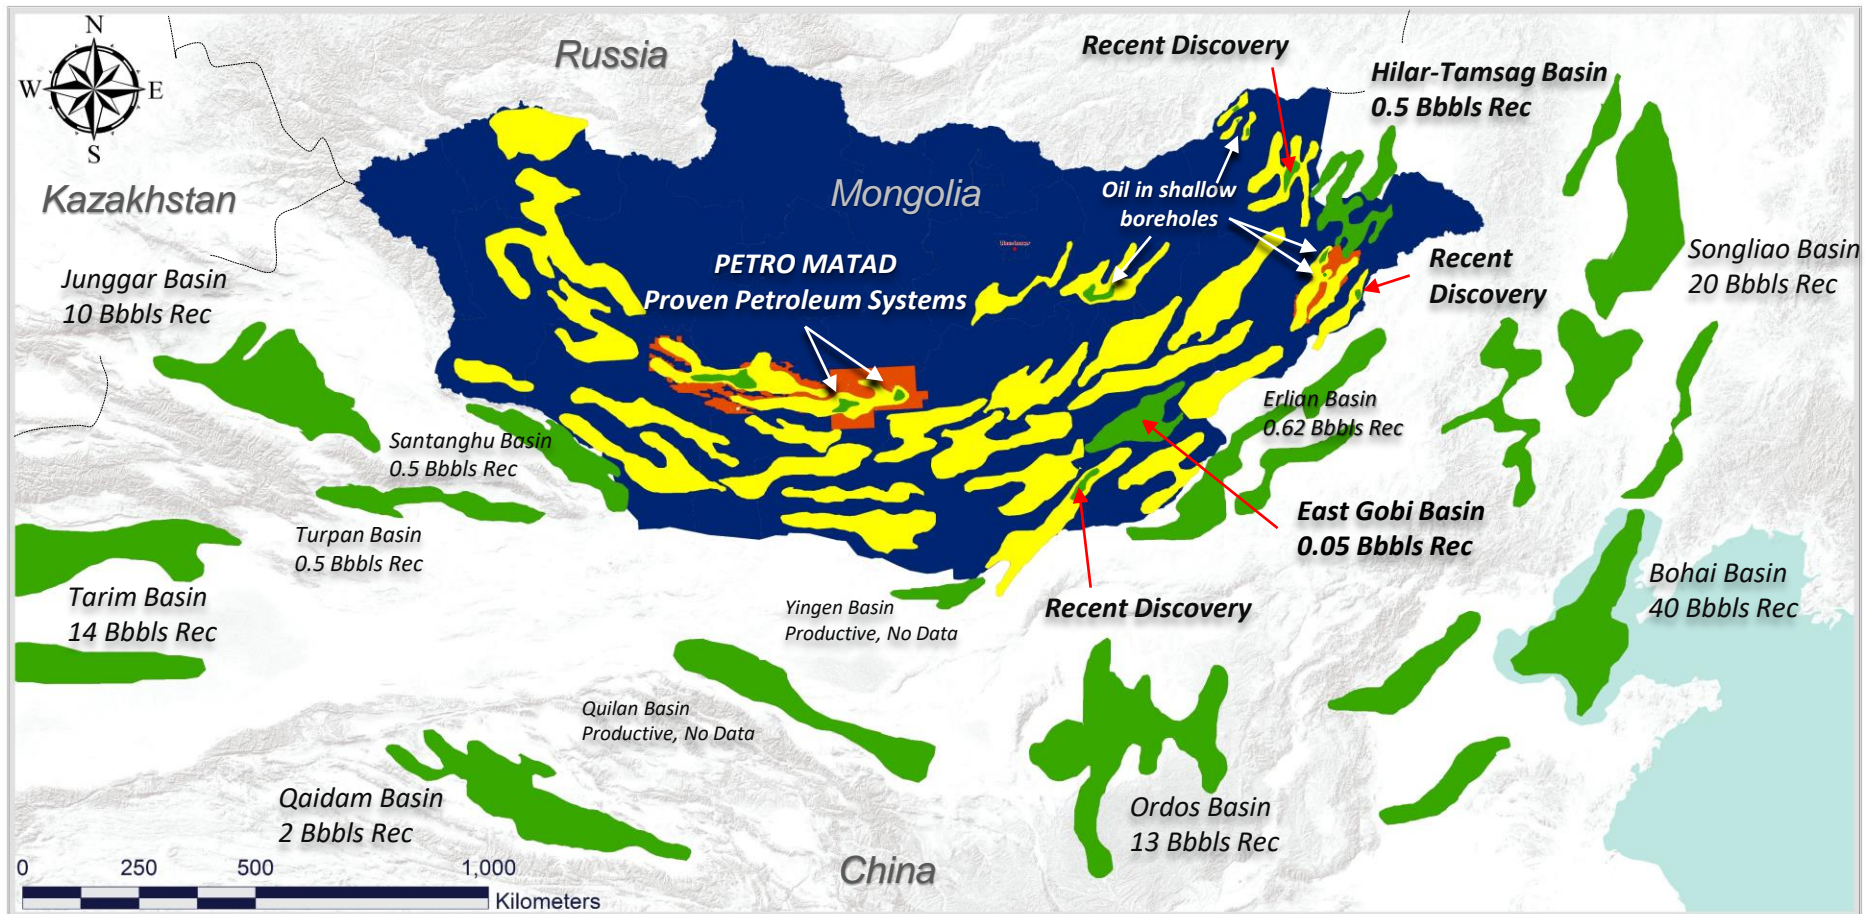 N
W
E
S
Russia
Recent Discovery
Hilar-Tamsag Basin
0.5 Bbbls Rec
Kazakhstan
Mongolia
Oil in shallow
boreholes
Junggar Basin
10 Bbbls Rec
PETRO MATAD
Proven Petroleum Systems
Recent
Discovery
Songliao Basin
20 Bbbls Rec
Santanghu Basin
0.5 Bbbls Rec
Erlian Basin
0.62 Bbbls Rec
Turpan Basin
0.5 Bbbls Rec
East Gobi Basin
0.05 Bbbls Rec
Tarim Basin
14 Bbbls Rec
Yingen Basin
Productive, No Data
Recent Discovery
Bohai Basin
40 Bbbls Rec
Quilan Basin
Productive, No Data
Qaidam Basin
2 Bbbls Rec
Ordos Basin
13 Bbbls Rec
China
0 250 500 1,000
Kilometers